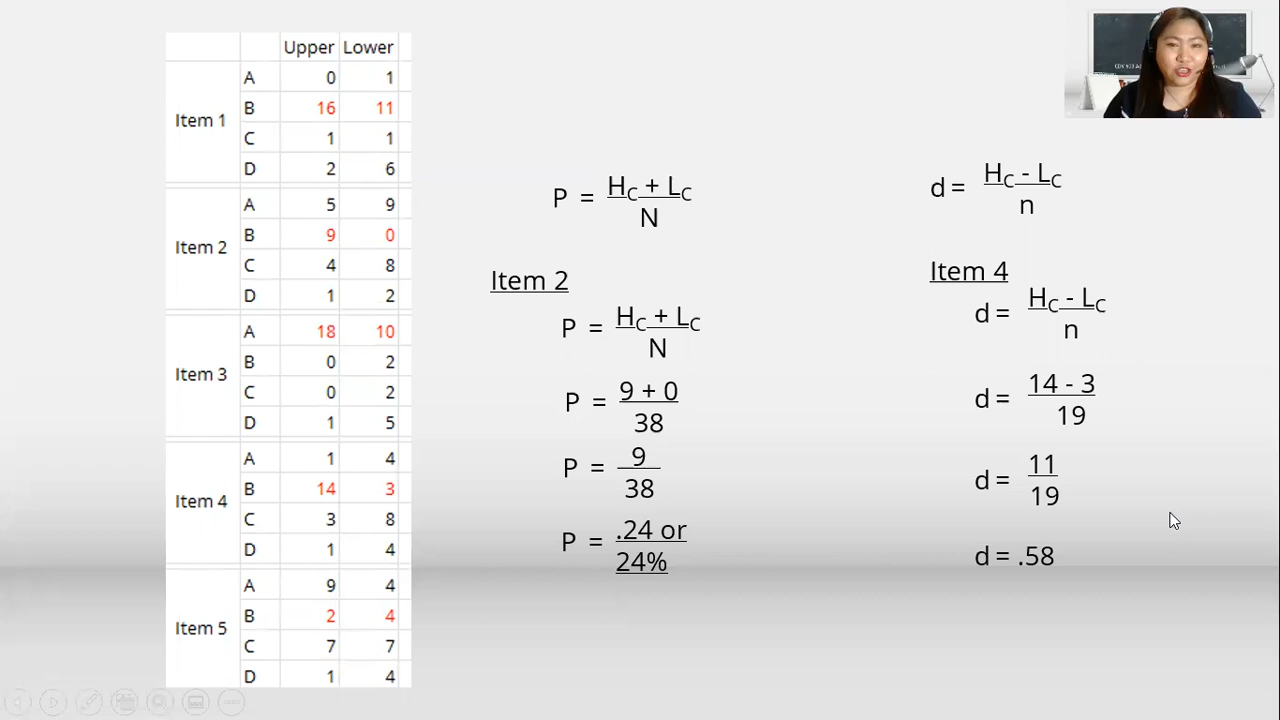 Upper Lower
Item 1
A 0 1
B 16 11
C 1 1
D 2 6
Item 2
A 5 9
B 9 0
C 4 8
D 1 2
Item 3
A 18 10
B 0 2
C 0 2
D 1 5
Item 4
A 1 4
B 14 3
C 3 8
D 1 4
Item 5
A 9 4
B 2 4
C 7 7
D 1 4
P = HC + LC
N
Item 2
P = HC + LC
N
P = 9 + 0
38
P = 9
38
P = .24 or
24%
d = HC - LC
n
Item 4
d = HC - LC
n
d = 14 - 3
19
d = 11
19
d = .58